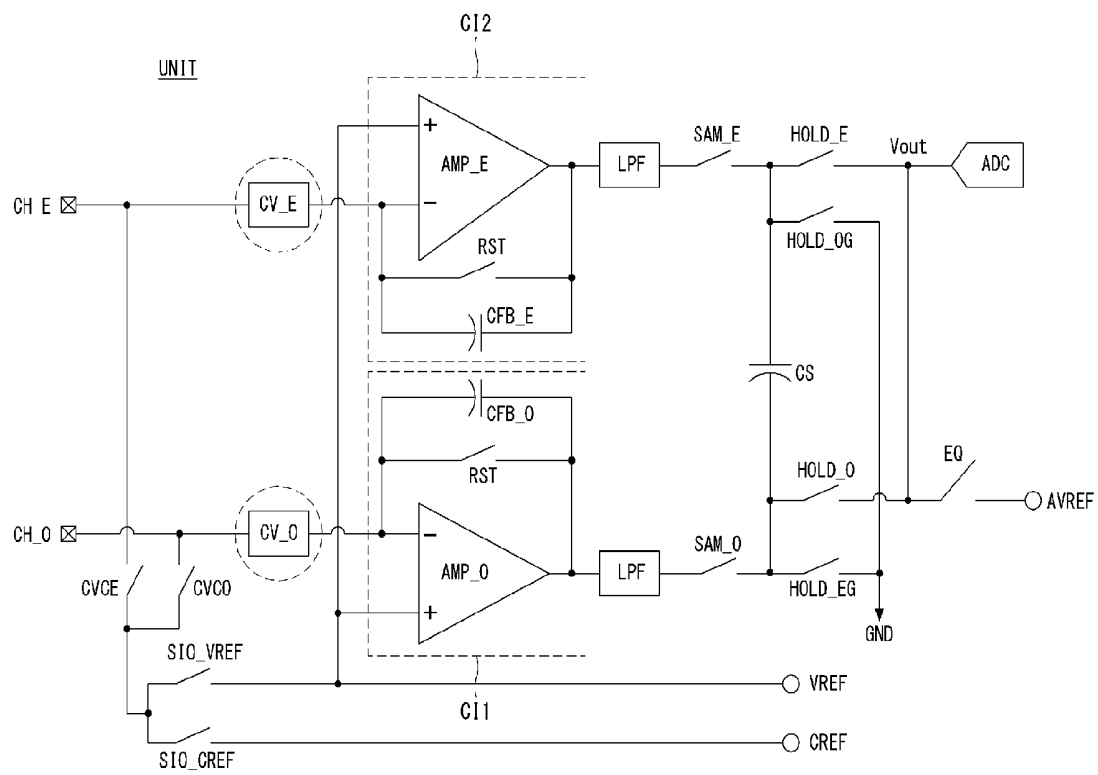 CI2
UNIT
SAM_E
HOLD_E
Vout
+
AMP_E
LPF
ADC
CH E
CV_E
−
HOLD_OG
RST
CFB_E
CS
CFB_O
RST
HOLD_O
EQ
AVREF
CH_O
CV_O
−
AMP_O
SAM_O
LPF
CVCE
CVCO
HOLD_EG
+
GND
SIO_VREF
VREF
CI1
CREF
SIO_CREF